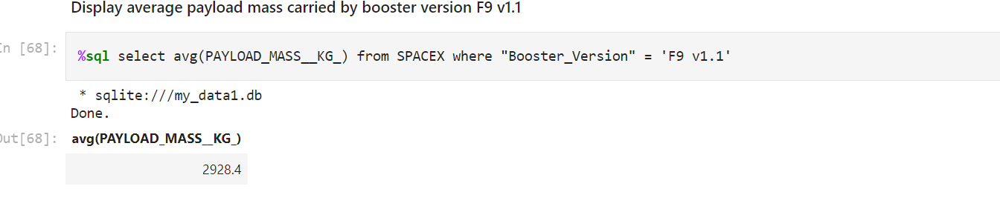 Display average payload mass carried by booster version F9 v1.1
In [68]:
%sql select avg(PAYLOAD_MASS__KG_) from SPACEX where "Booster_Version" = 'F9 v1.1'
* sqlite:///my_data1.db
Done.
Out[68]:
avg(PAYLOAD_MASS__KG_)
2928.4